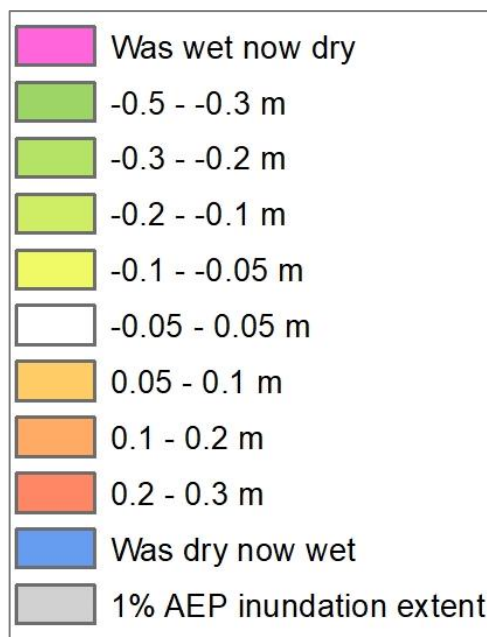 Was wet now dry
-0.5 - -0.3 m
-0.3 - -0.2 m
-0.2 - -0.1 m
-0.1 - -0.05 m
-0.05 - 0.05 m
0.05 - 0.1 m
0.1 - 0.2 m
0.2 - 0.3 m
Was dry now wet
1% AEP inundation extent